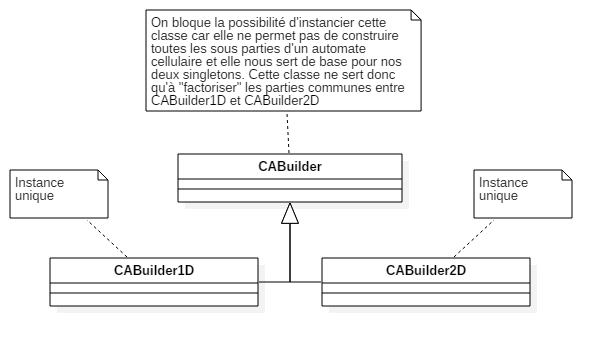 On bloque la possibilité d'instancier cette
classe car elle ne permet pas de construire
toutes les sous parties d'un automate
cellulaire et elle nous sert de base pour nos
deux singletons. Cette classe ne sert donc
qu'à "factoriser" les parties communes entre
CABuilder1D et CABuilder2D
CABuilder
Instance
unique
Instance
unique
CABuilder1D
CABuilder2D